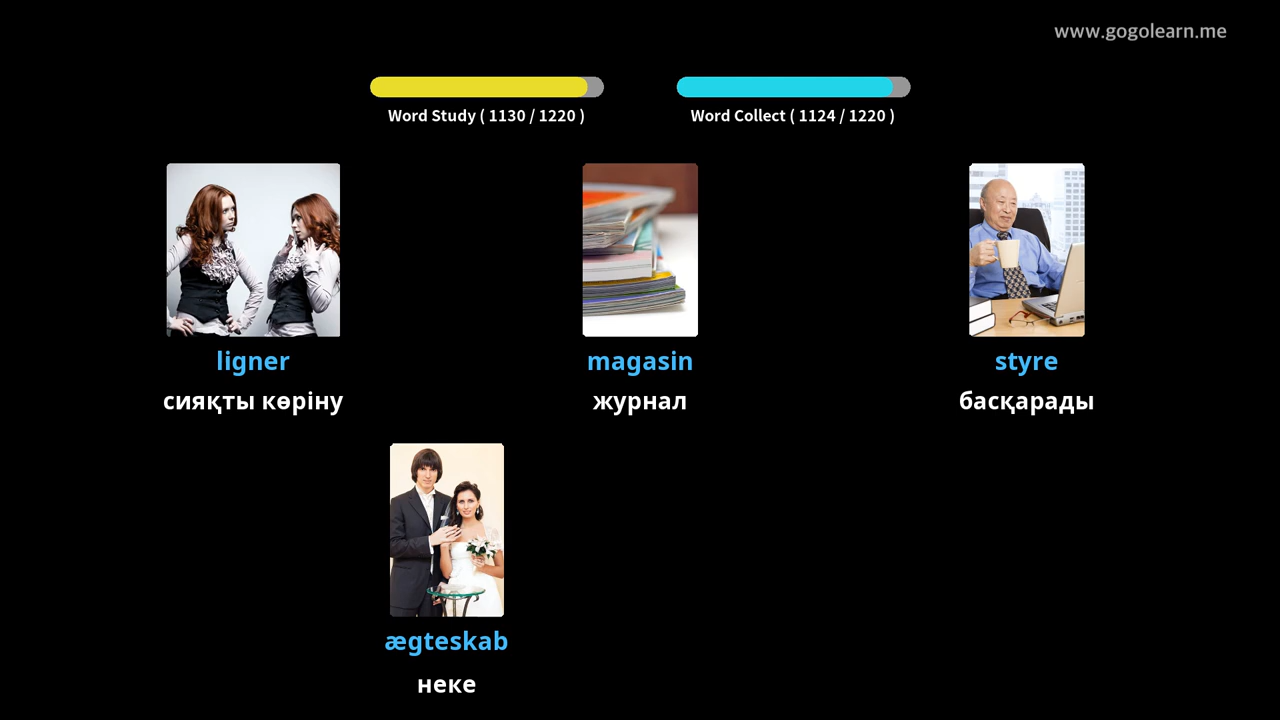 www.gogolearn.me
Word Study ( 1130 / 1220 )
Word Collect ( 1124 / 1220 )
ligner
magasin
styre
сияқты көріну
журнал
басқарады
ægteskab
неке